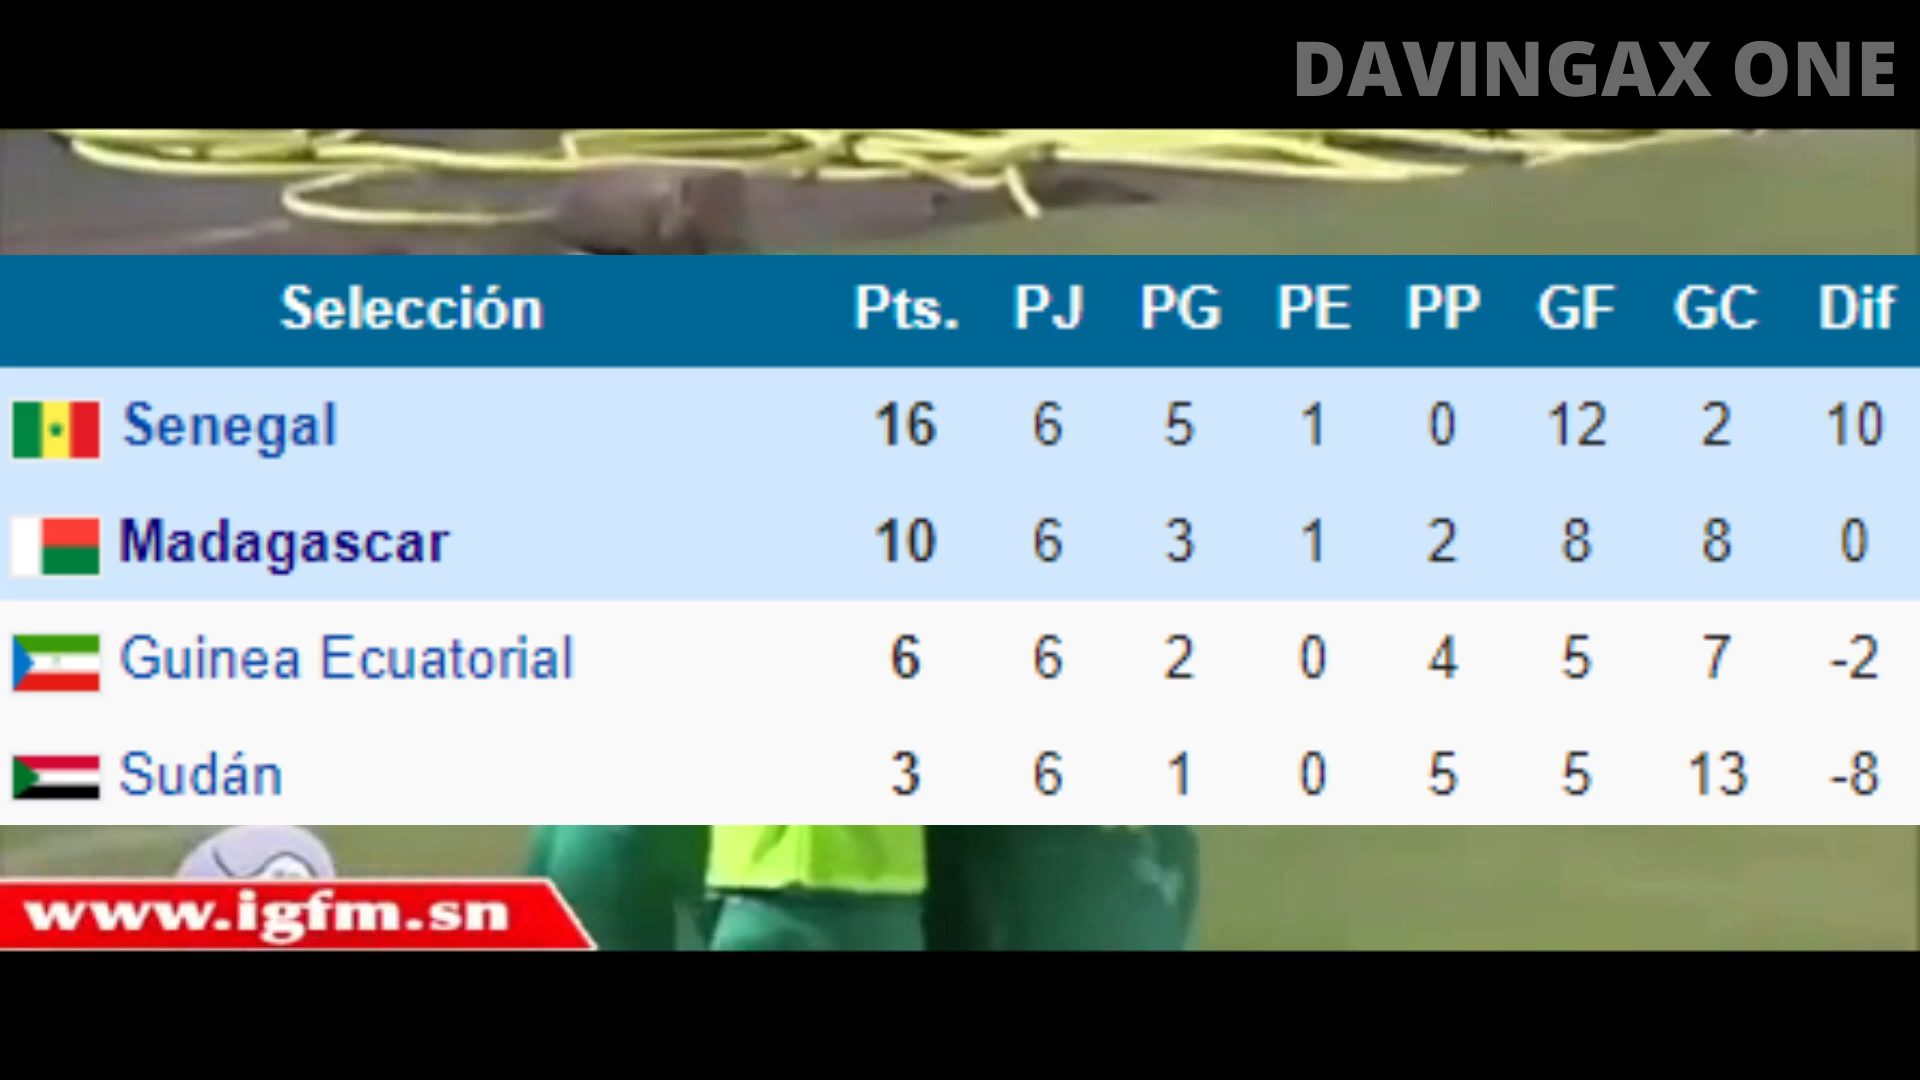 DAVINGAX ONE
Selección Pts. PJ PG PE PP GF GC Dif
Senegal 16 6 5 1 0 12 2 10
Madagascar 10 6 3 1 2 8 8 0
Guinea Ecuatorial 6 6 2 0 4 5 7 -2
Sudán 3 6 1 0 5 5 13 -8
www.igfm.sn